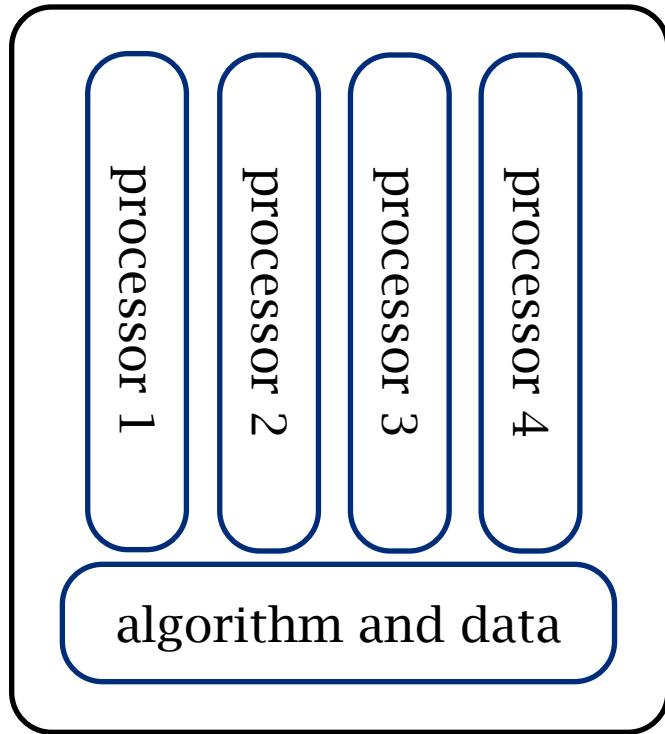 processor 1
processor 2
processor 3
processor 4
algorithm and data